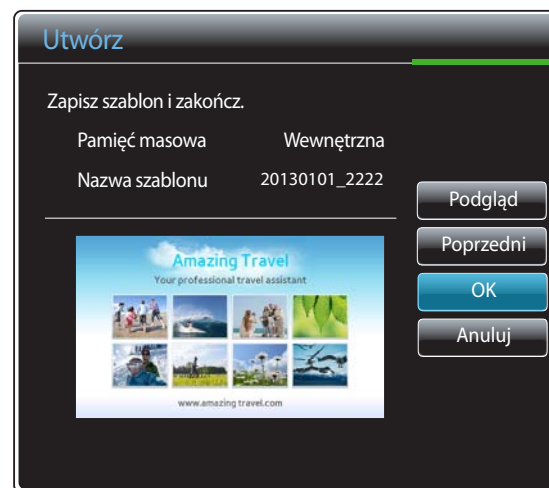 Utwórz
Zapisz szablon i zakończ.
Pamięć masowa Wewnętrzna
Nazwa szablonu 20130101_2222
Podgląd
Poprzedni
OK
Anuluj
Amazing Travel
Your professional travel assistant
www.amazing travel.com